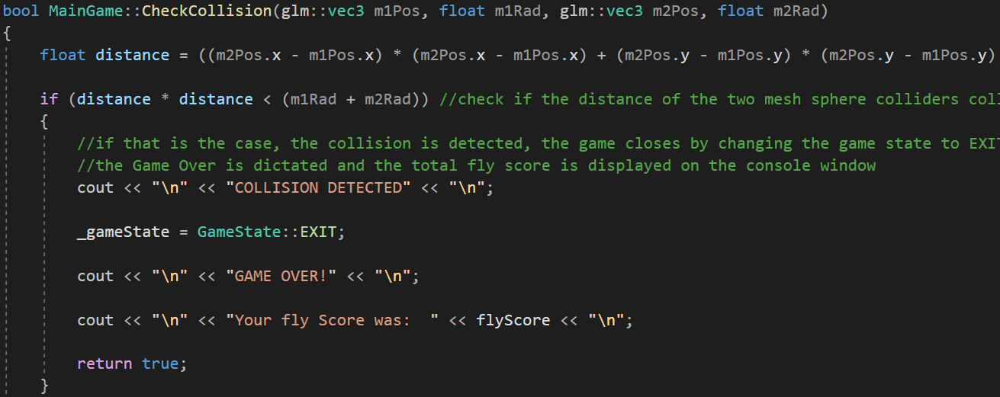 bool MainGame::CheckCollision(glm::vec3 m1Pos, float m1Rad, glm::vec3 m2Pos, float m2Rad)
{
float distance = ((m2Pos.x - m1Pos.x) * (m2Pos.x - m1Pos.x) + (m2Pos.y - m1Pos.y) * (m2Pos.y - m1Pos.y)
if (distance * distance < (m1Rad + m2Rad)) //check if the distance of the two mesh sphere colliders coll
{
//if that is the case, the collision is detected, the game closes by changing the game state to EXIT
//the Game Over is dictated and the total fly score is displayed on the console window
cout << "\n" << "COLLISION DETECTED" << "\n";
_gameState = GameState::EXIT;
cout << "\n" << "GAME OVER!" << "\n";
cout << "\n" << "Your fly Score was:  " << flyScore << "\n";
return true;
}